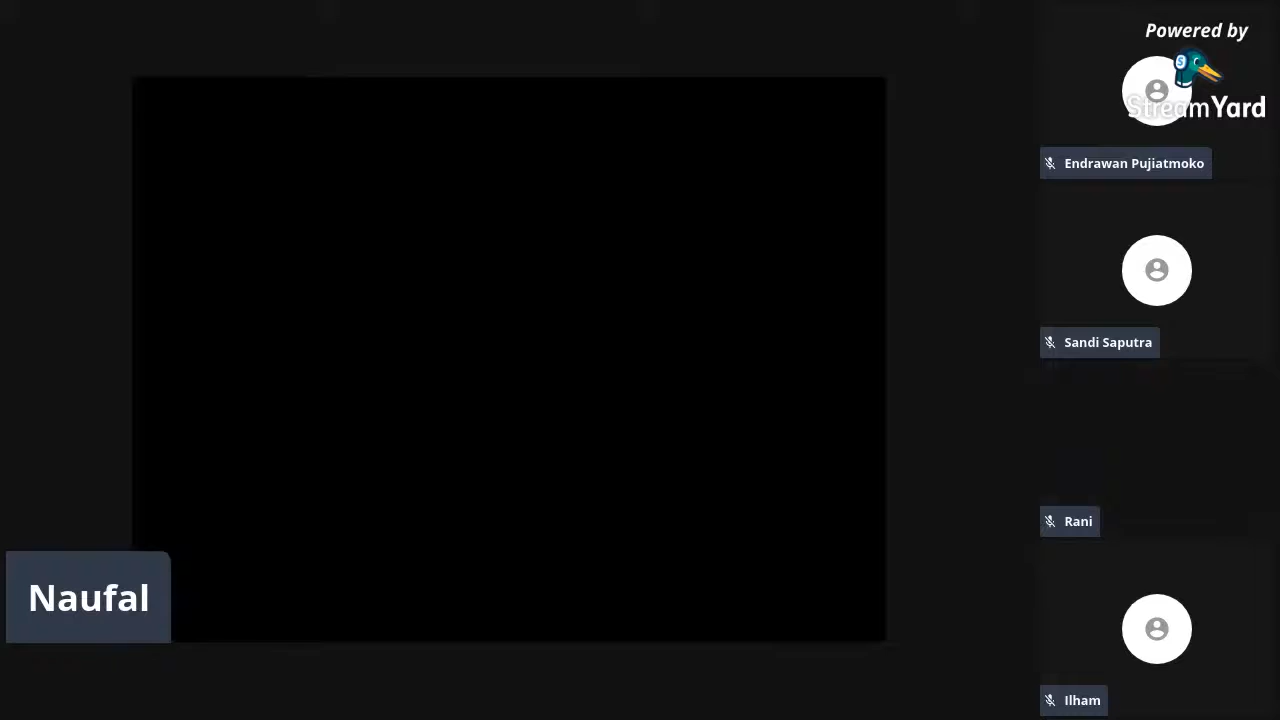 Powered by
StreamYard
Endrawan Pujiatmoko
Sandi Saputra
Rani
Naufal
Ilham